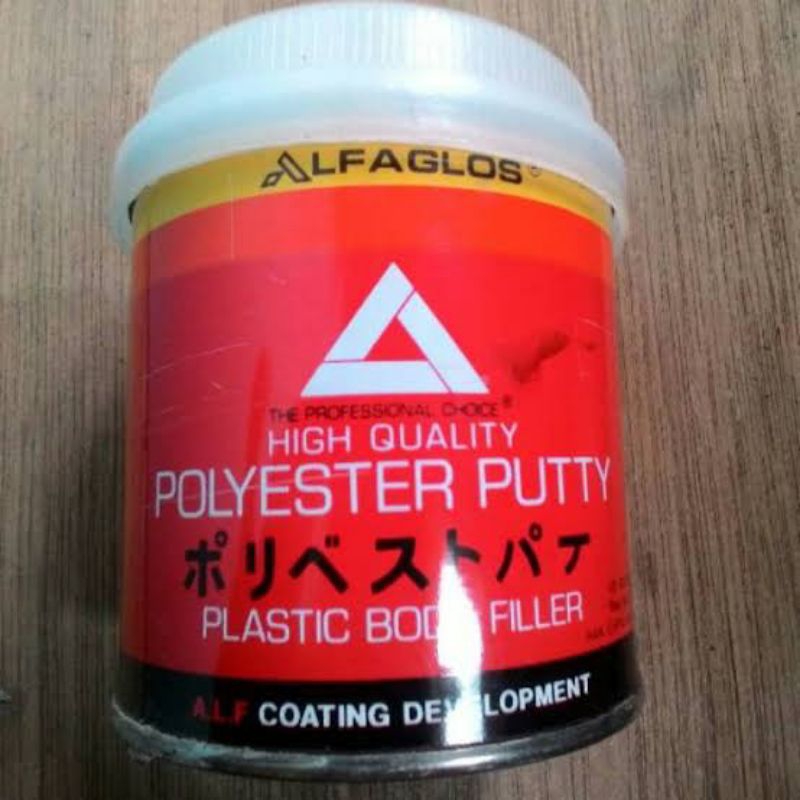 ALFAGLOS®
THE PROFESSIONAL CHOICE®
HIGH QUALITY
POLYESTER PUTTY
ポリベストパテ
PLASTIC BODY FILLER
A.L.F COATING DEVELOPMENT